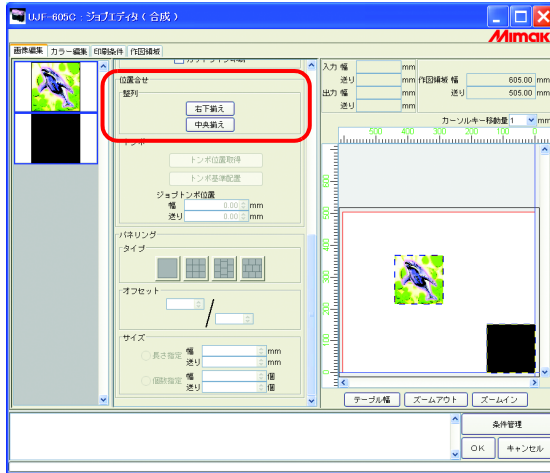 UJF-605C : ジョブエディタ ( 合成 )
Mimaki
画像編集 カラー編集 印刷条件 作図領域
位置合せ
整列
右下揃え
中央揃え
トンボ
トンボ位置取得
トンボ基準配置
ジョブトンボ位置
幅 0.00 mm
送り 0.00 mm
パネリング
タイプ
オフセット
/
サイズ
長さ指定 幅 mm
送り mm
個数指定 幅 個
送り 個
入力 幅 mm
送り mm
出力 幅 mm
送り mm
作図領域 幅 605.00 mm
送り 505.00 mm
カーソルキー移動量 1 mm
500 400 300 200 100 0
500
400
300
200
100
0
テーブル幅 ズームアウト ズームイン
条件管理
OK キャンセル